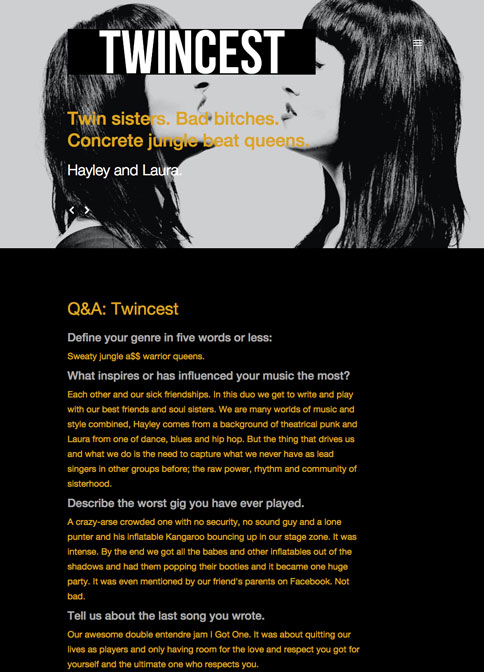 TWINCEST
Twin sisters. Bad bitches.
Concrete jungle beat queens.
Hayley and Laura.
Q&A: Twincest
Define your genre in five words or less:
Sweaty jungle a$$ warrior queens.
What inspires or has influenced your music the most?
Each other and our sick friendships. In this duo we get to write and play
with our best friends and soul sisters. We are many worlds of music and
style combined, Hayley comes from a background of theatrical punk and
Laura from one of dance, blues and hip hop. But the thing that drives us
and what we do is the need to capture what we never have as lead
singers in other groups before; the raw power, rhythm and community of
sisterhood.
Describe the worst gig you have ever played.
A crazy-arse crowded one with no security, no sound guy and a lone
punter and his inflatable Kangaroo bouncing up in our stage zone. It was
intense. By the end we got all the babes and other inflatables out of the
shadows and had them popping their booties and it became one huge
party. It was even mentioned by our friend's parents on Facebook. Not
bad.
Tell us about the last song you wrote.
Our awesome double entendre jam I Got One. It was about quitting our
lives as players and only having room for the love and respect you got for
yourself and the ultimate one who respects you.